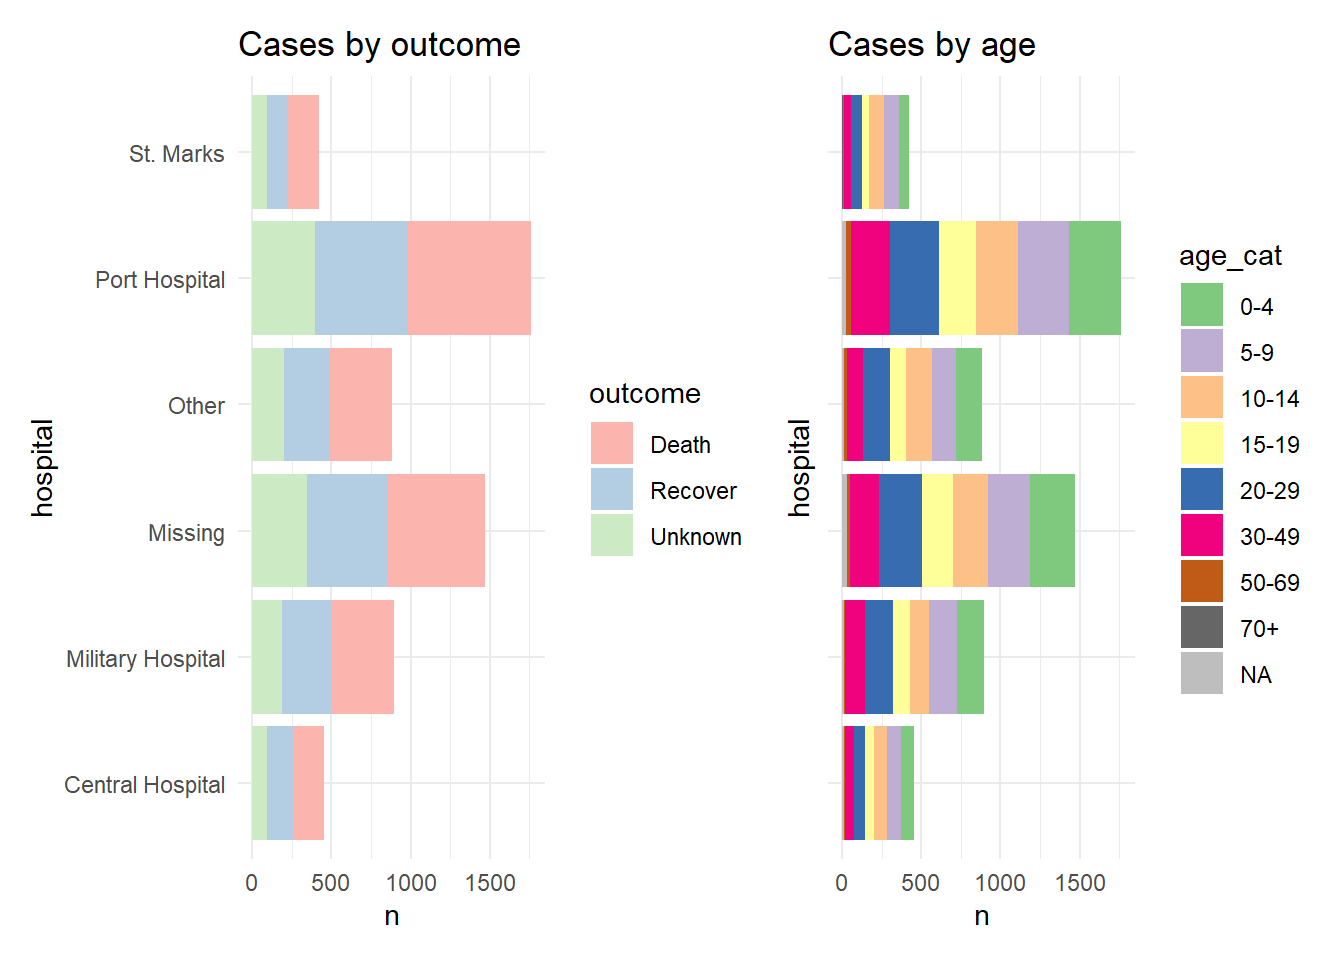 Cases by outcome
St. Marks
Port Hospital
Other
Missing
Military Hospital
Central Hospital
hospital
0 500 1000 1500
n
outcome
Death
Recover
Unknown
Cases by age
hospital
0 500 1000 1500
n
age_cat
0-4
5-9
10-14
15-19
20-29
30-49
50-69
70+
NA